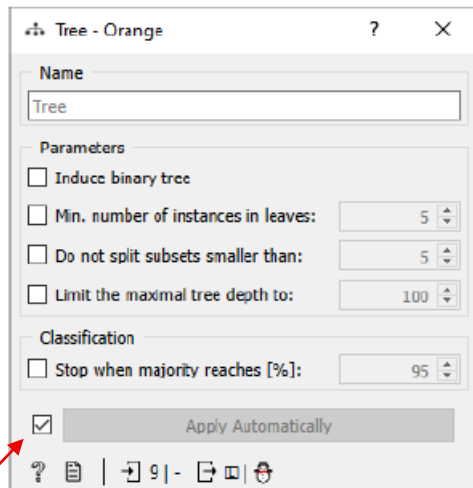 Tree - Orange ? ×
Name
Tree
Parameters
Induce binary tree
Min. number of instances in leaves: 5
Do not split subsets smaller than: 5
Limit the maximal tree depth to: 100
Classification
Stop when majority reaches [%]: 95
Apply Automatically
? 9 | - |